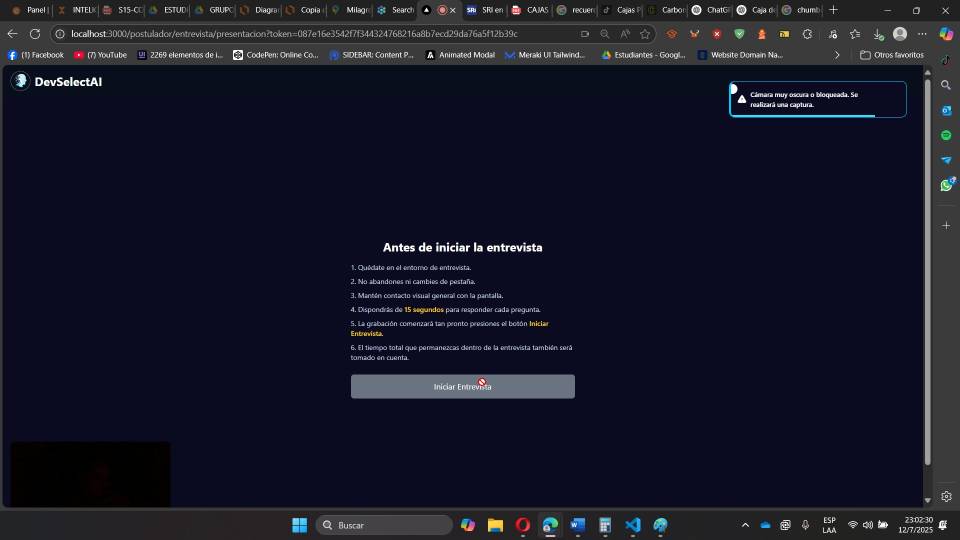 Panel |
INTELI
S15-CC
ESTUDI
GRUPO
Diagra
Copia
Milagr
Search
SRI en
CAJAS
recuer
Cajas P
Carbo
ChatG
Caja de
chumb
localhost:3000/postulador/entrevista/presentacion?token=087e16e3542f7f344324768216a8b7ecd29da76a5f12b39c
(1) Facebook
(7) YouTube
2269 elementos de i...
CodePen: Online Co...
SIDEBAR: Content P...
Animated Modal
Meraki UI Tailwin...
Estudiantes - Googl...
Website Domain Na...
Otros favoritos
DevSelectAI
Cámara muy oscura o bloqueada. Se
realizará una captura.
Antes de iniciar la entrevista
1. Quédate en el entorno de entrevista.
2. No abandones ni cambies de pestaña.
3. Mantén contacto visual general con la pantalla.
4. Dispondrás de 15 segundos para responder cada pregunta.
5. La grabación comenzará tan pronto presiones el botón Iniciar
Entrevista.
6. El tiempo total que permanezcas dentro de la entrevista también será
tomado en cuenta.
Iniciar Entrevista
Buscar
ESP
LAA
23:02:30
12/7/2025